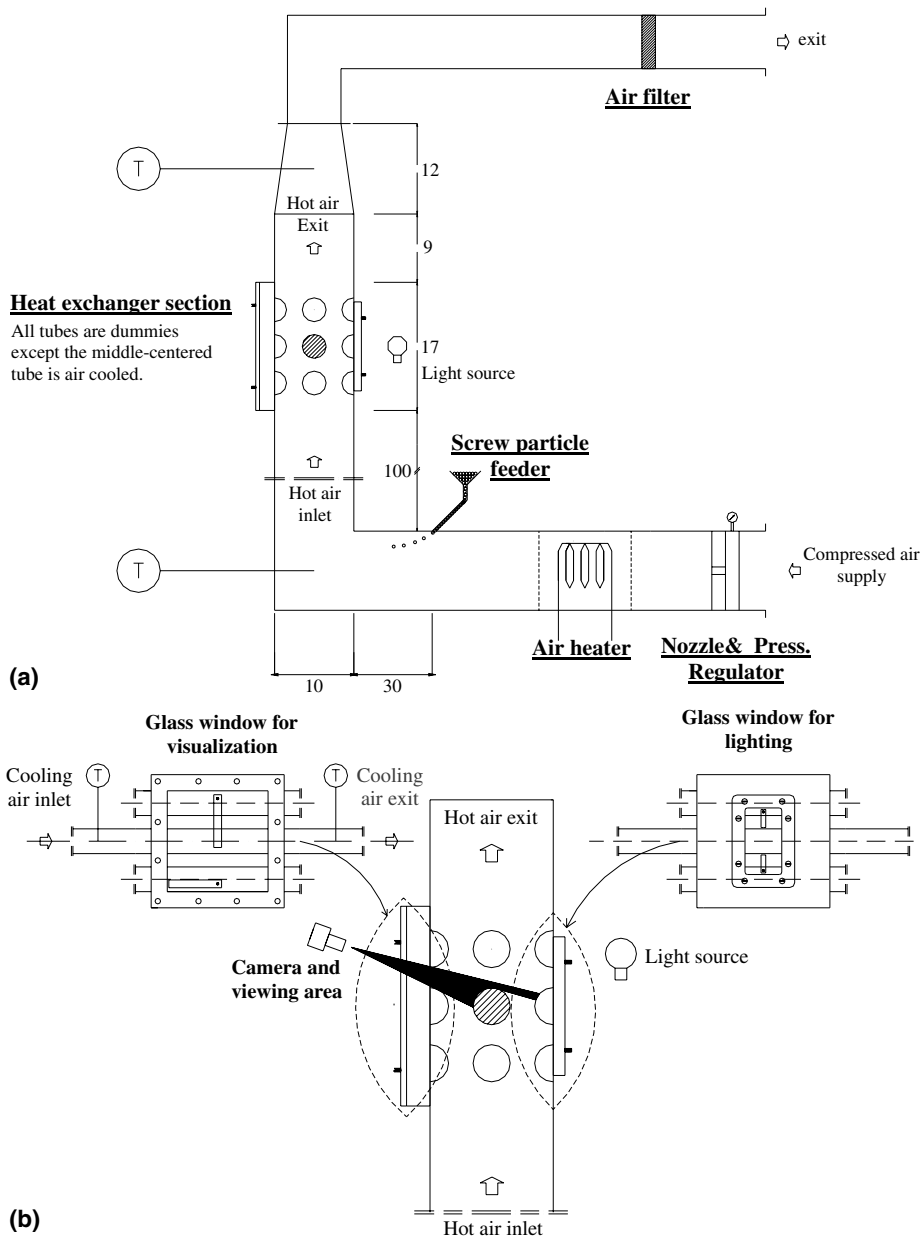 exit
Air filter
T
12
Hot air
Exit
9
Heat exchanger section
All tubes are dummies
except the middle-centered
tube is air cooled.
17
Light source
Screw particle
feeder
100
Hot air
inlet
T
Compressed air
supply
Air heater
Nozzle& Press.
Regulator
(a)
10
30
Glass window for
visualization
Glass window for
lighting
Cooling
air inlet
T
T
Cooling
air exit
Hot air exit
Camera and
viewing area
Light source
(b)
Hot air inlet